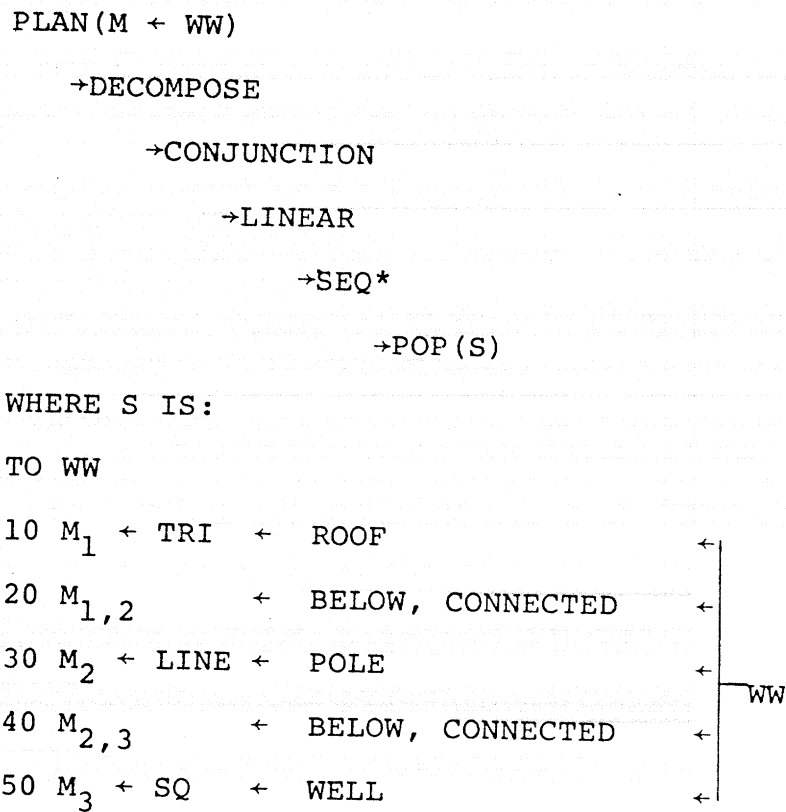 PLAN(M ← WW)
→DECOMPOSE
→CONJUNCTION
→LINEAR
→SEQ*
→POP(S)
WHERE S IS:
TO WW
10 M1 ← TRI ← ROOF ←
20 M1,2 ← BELOW, CONNECTED ←
30 M2 ← LINE ← POLE ←
WW
40 M2,3 ← BELOW, CONNECTED ←
50 M3 ← SQ ← WELL ←